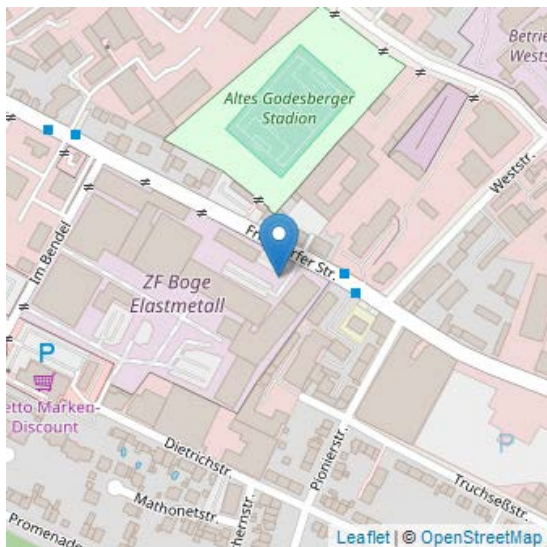 Betrie
Wests
Altes Godesberger
Stadion
Weststr.
Im Bendel
ZF Boge
Elastmetall
P
etto Marken-
Discount
Dietrichstr.
Pionierstr.
P
Truchseßstr.
Mathonetstr.
Promenade
Leaflet | © OpenStreetMap